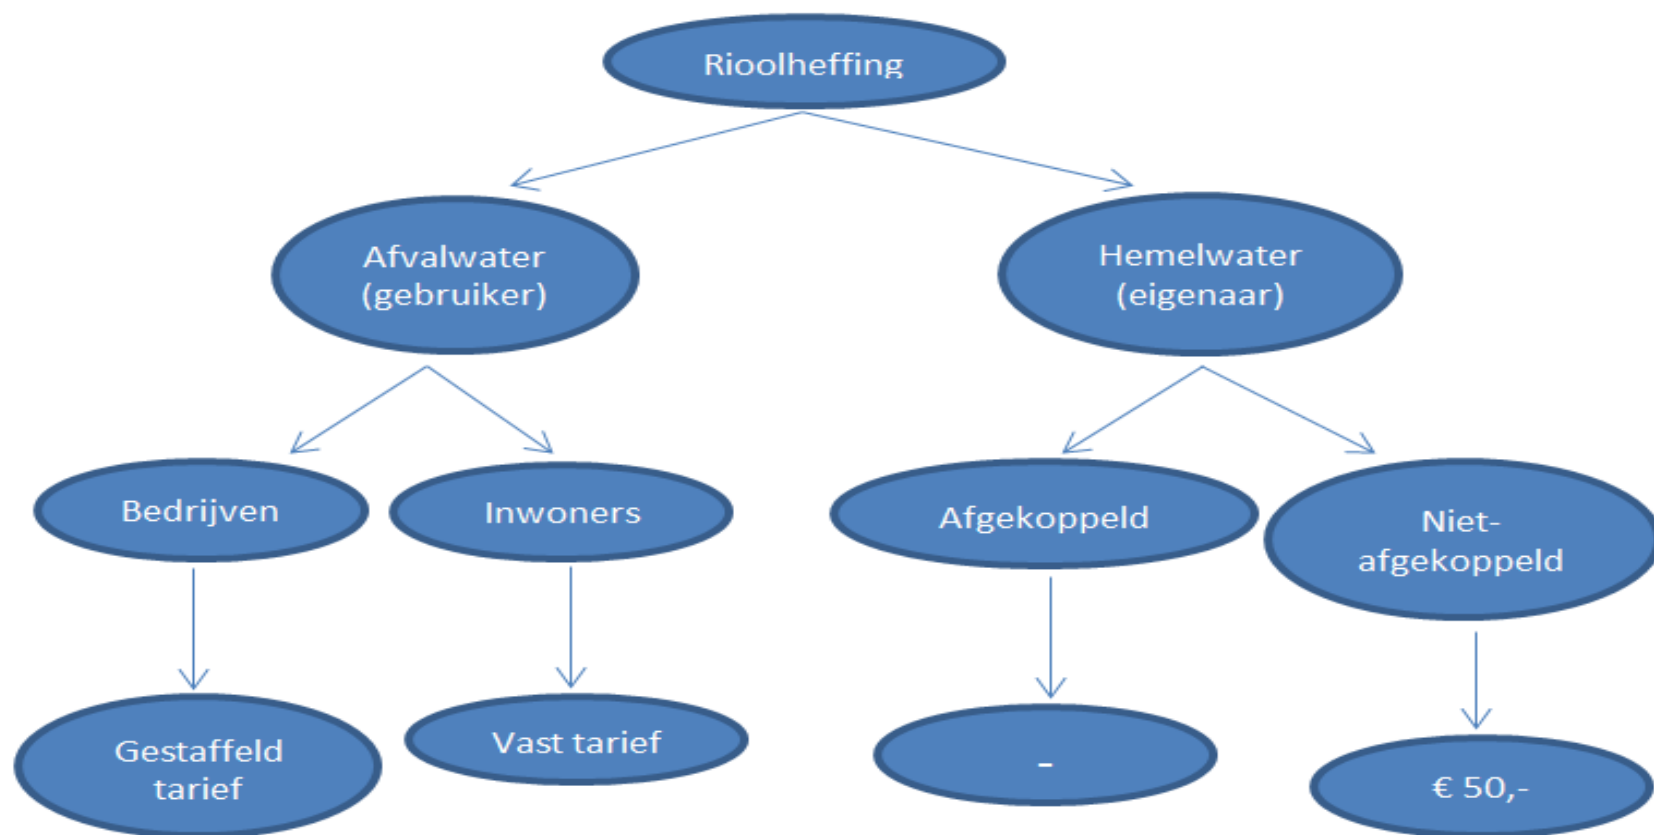 Rioolheffing
Afvalwater
(gebruiker)
Hemelwater
(eigenaar)
Bedrijven
Inwoners
Afgekoppeld
Niet-
afgekoppeld
Gestaffeld
tarief
Vast tarief
-
€ 50,-